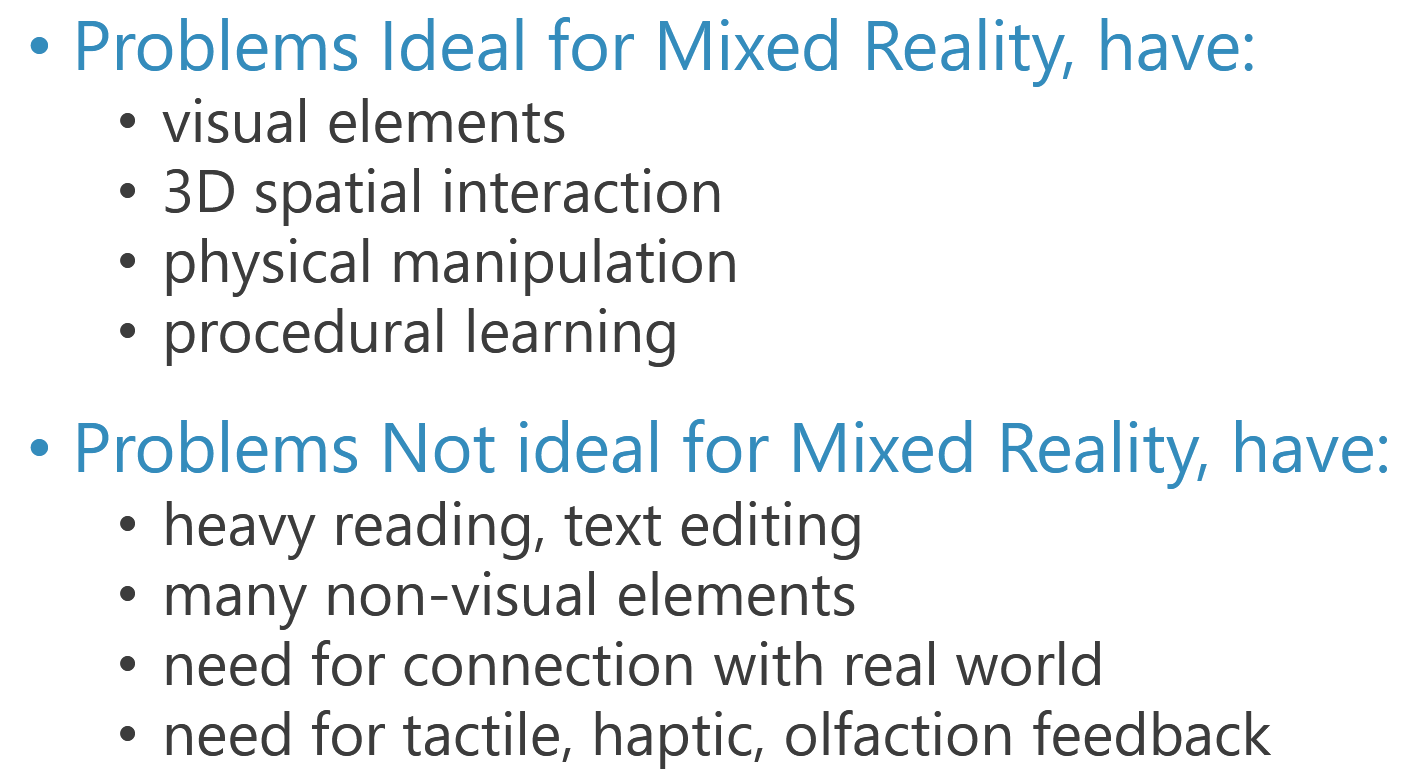 • Problems Ideal for Mixed Reality, have:
• visual elements
• 3D spatial interaction
• physical manipulation
• procedural learning
• Problems Not ideal for Mixed Reality, have:
• heavy reading, text editing
• many non-visual elements
• need for connection with real world
• need for tactile, haptic, olfaction feedback